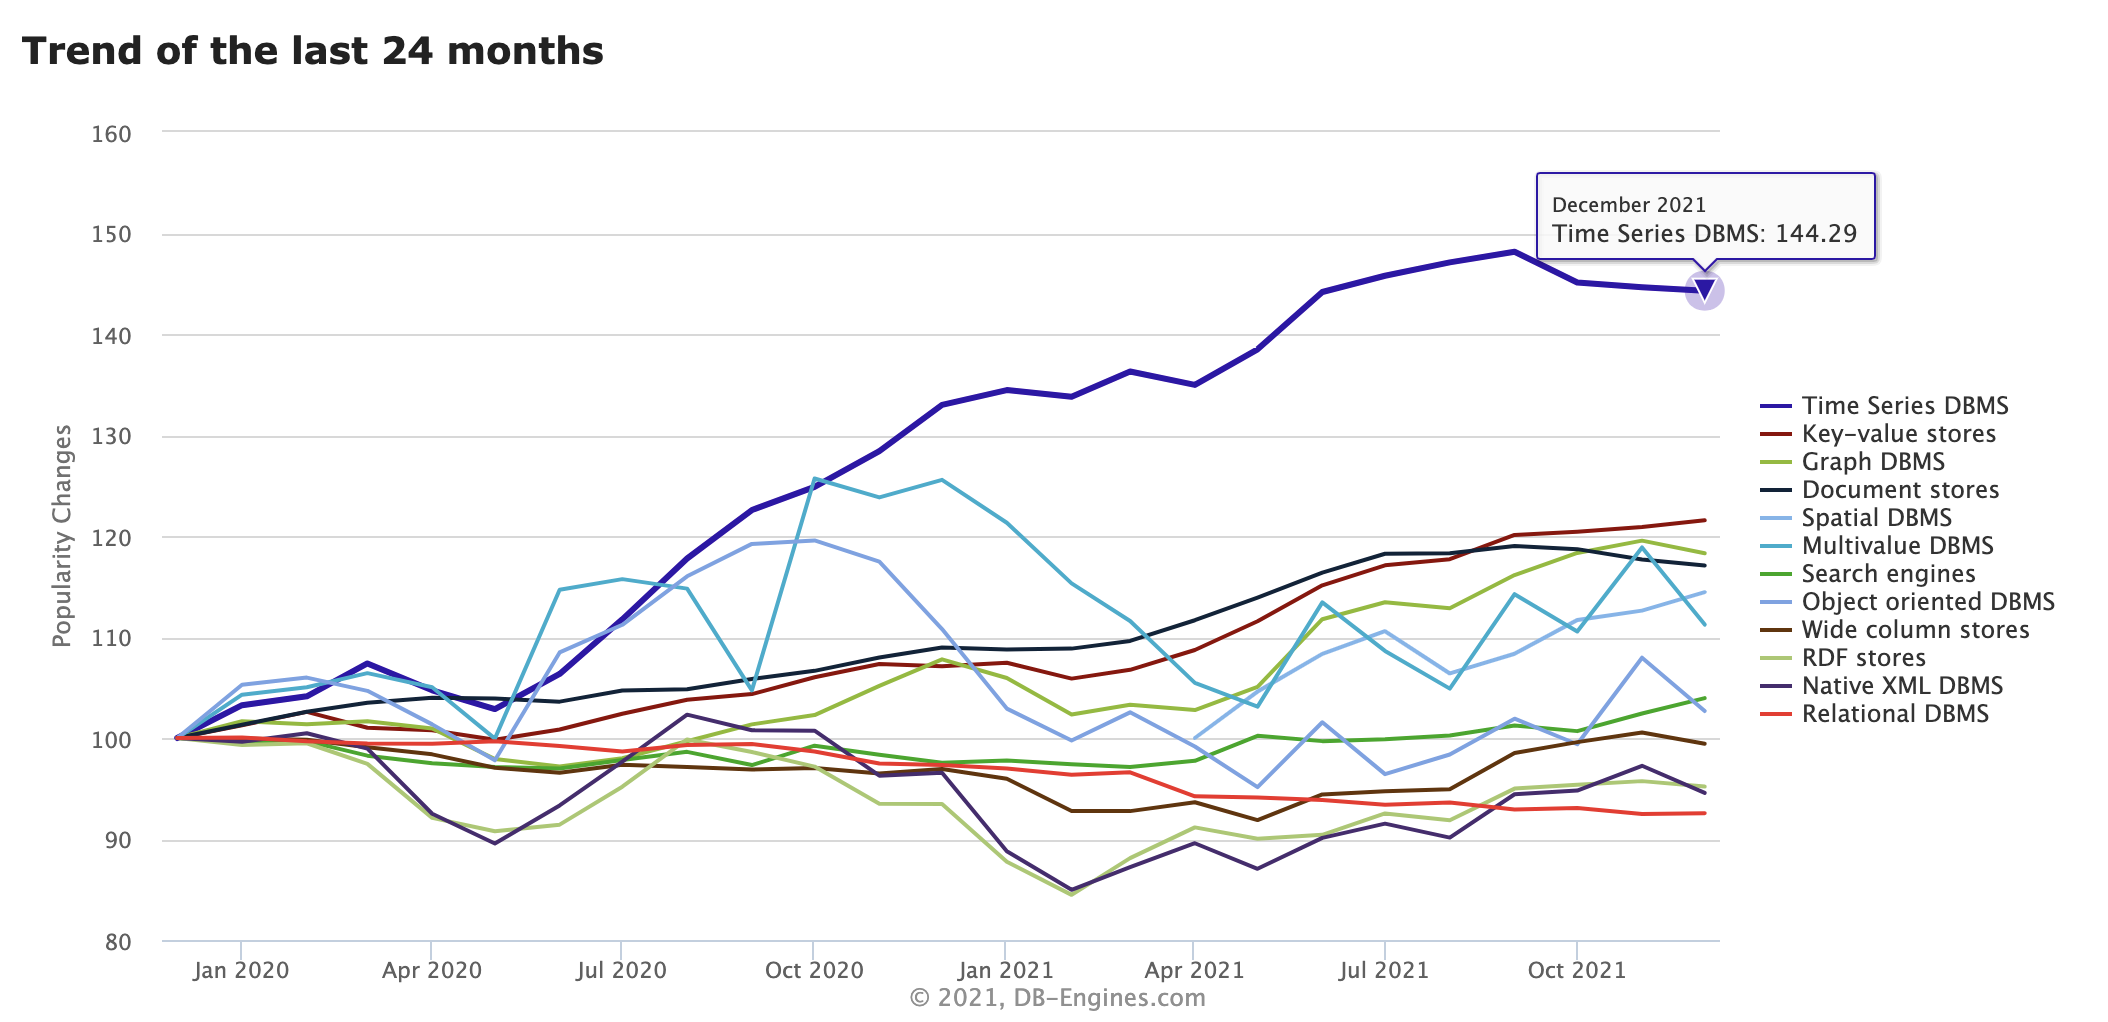 Trend of the last 24 months
160
150
140
130
120
110
100
90
80
Popularity Changes
December 2021
Time Series DBMS: 144.29
Time Series DBMS
Key-value stores
Graph DBMS
Document stores
Spatial DBMS
Multivalue DBMS
Search engines
Object oriented DBMS
Wide column stores
RDF stores
Native XML DBMS
Relational DBMS
Jan 2020 Apr 2020 Jul 2020 Oct 2020 Jan 2021 Apr 2021 Jul 2021 Oct 2021
© 2021, DB-Engines.com